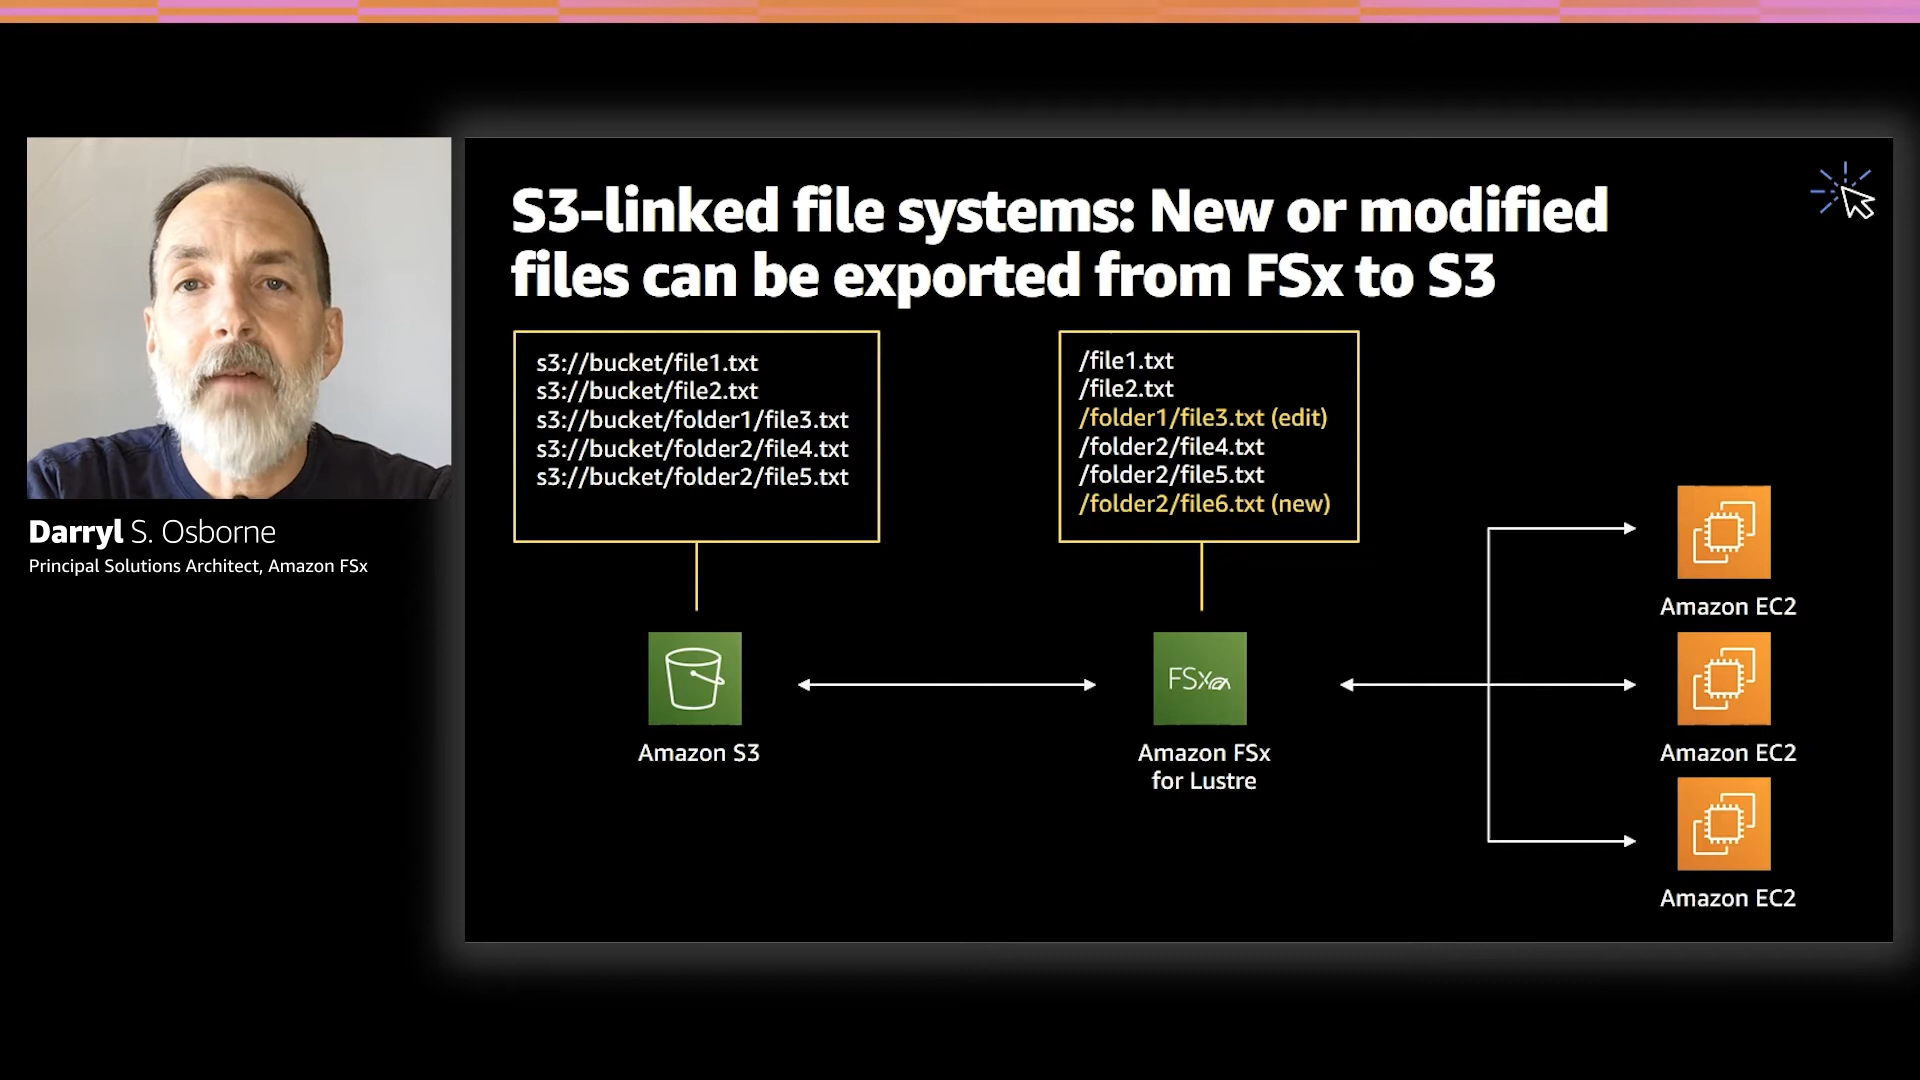 S3-linked file systems: New or modified
files can be exported from FSx to S3
s3://bucket/file1.txt
s3://bucket/file2.txt
s3://bucket/folder1/file3.txt
s3://bucket/folder2/file4.txt
s3://bucket/folder2/file5.txt
/file1.txt
/file2.txt
/folder1/file3.txt (edit)
/folder2/file4.txt
/folder2/file5.txt
/folder2/file6.txt (new)
Darryl S. Osborne
Principal Solutions Architect, Amazon FSx
Amazon S3
FSx
Amazon FSx
for Lustre
Amazon EC2
Amazon EC2
Amazon EC2